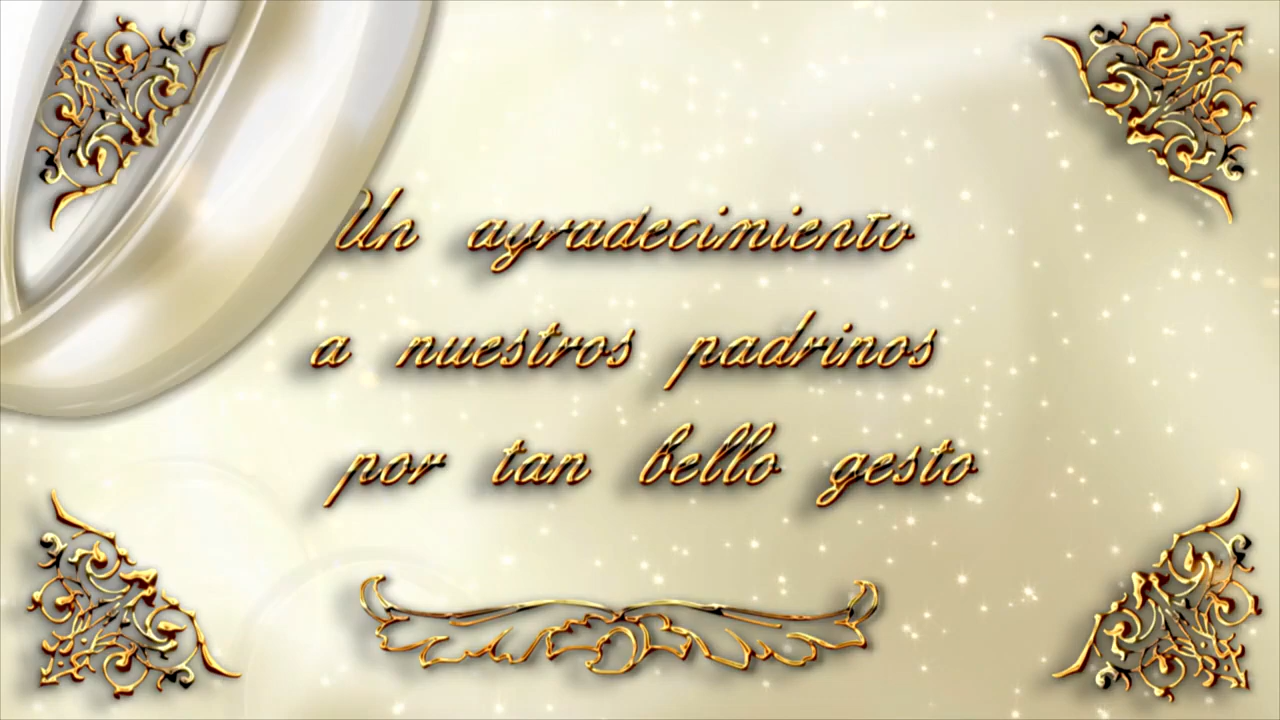 Un agradecimiento
a nuestros padrinos
por tan bello gesto